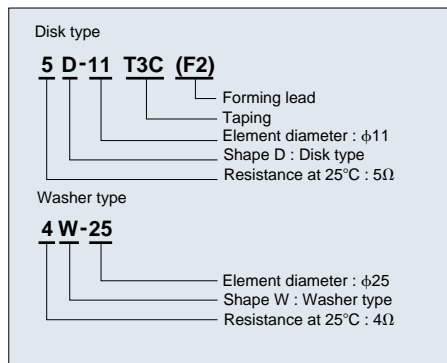 Disk type
5 D-11 T3C (F2)
Forming lead
Taping
Element diameter : ϕ11
Shape D : Disk type
Resistance at 25°C : 5Ω
Washer type
4 W-25
Element diameter : ϕ25
Shape W : Washer type
Resistance at 25°C : 4Ω